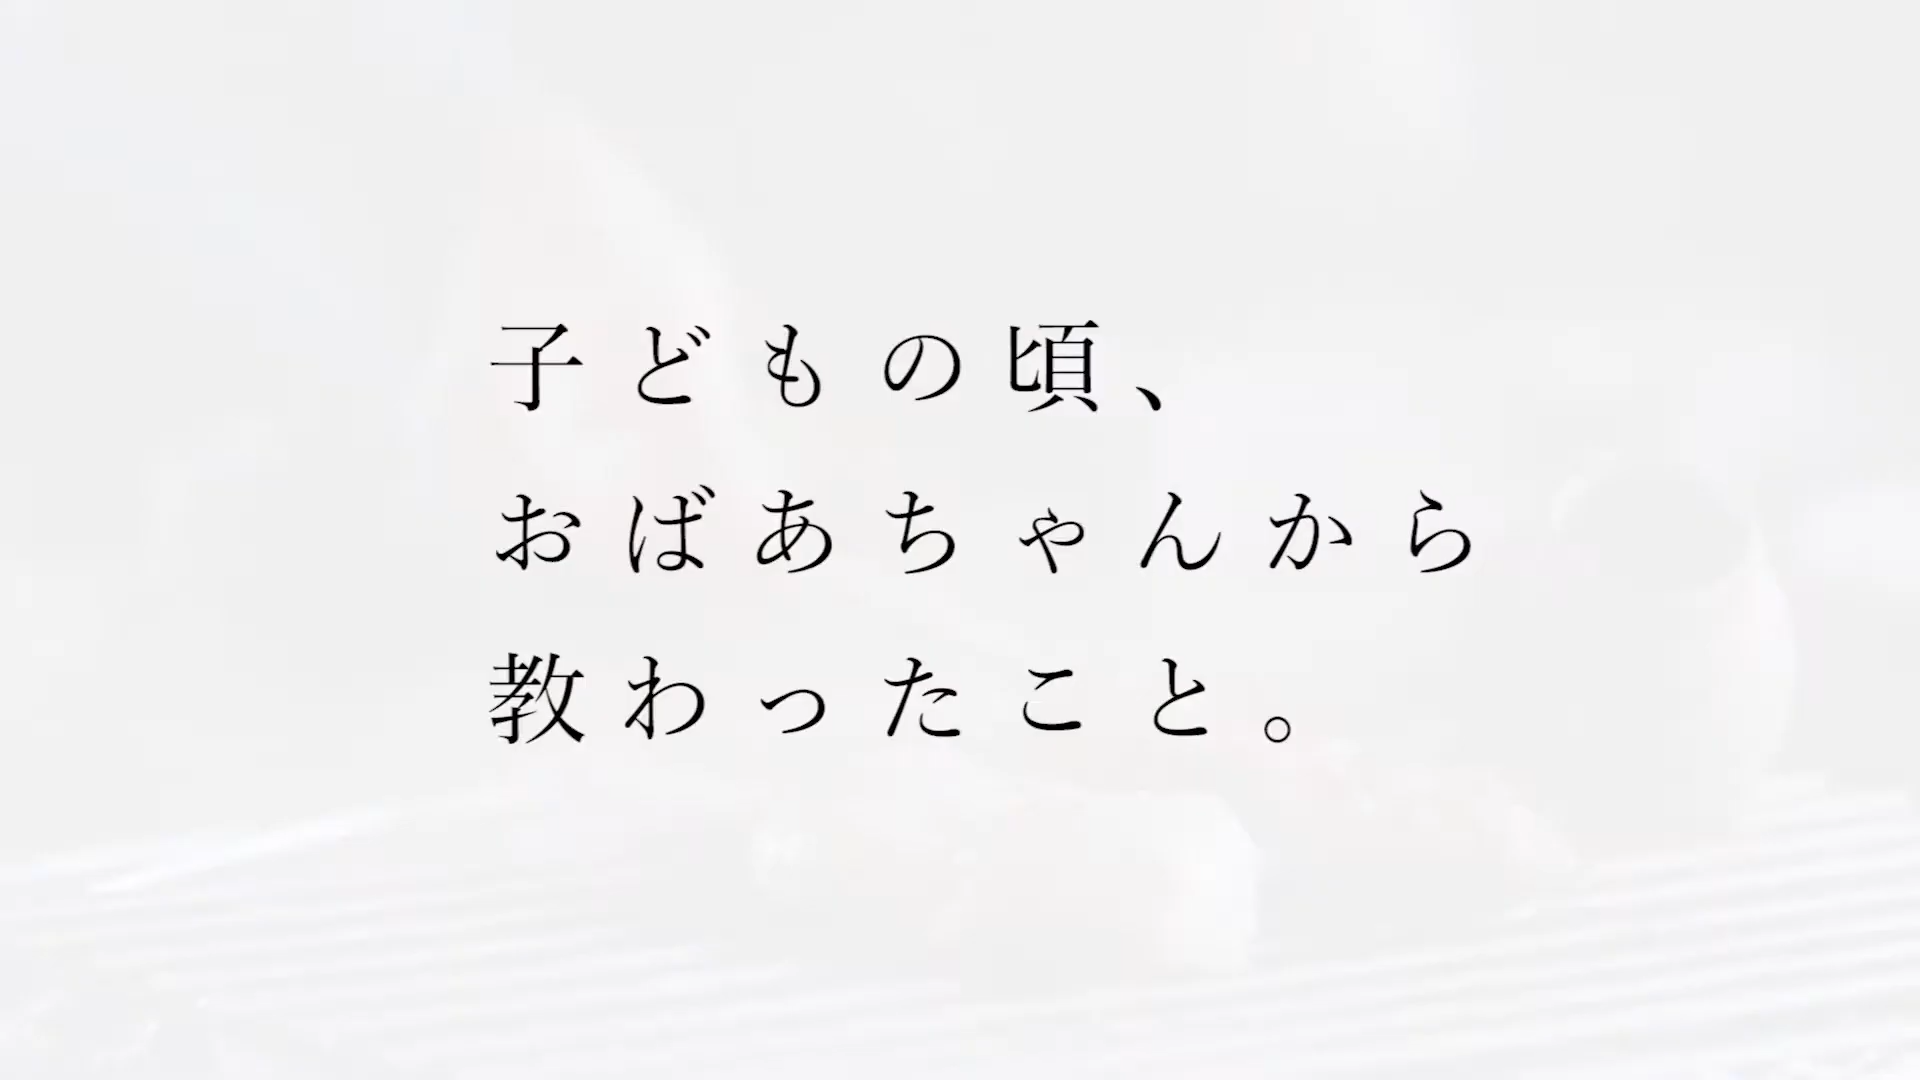 子どもの頃、
おばあちゃんから
教わったこと。